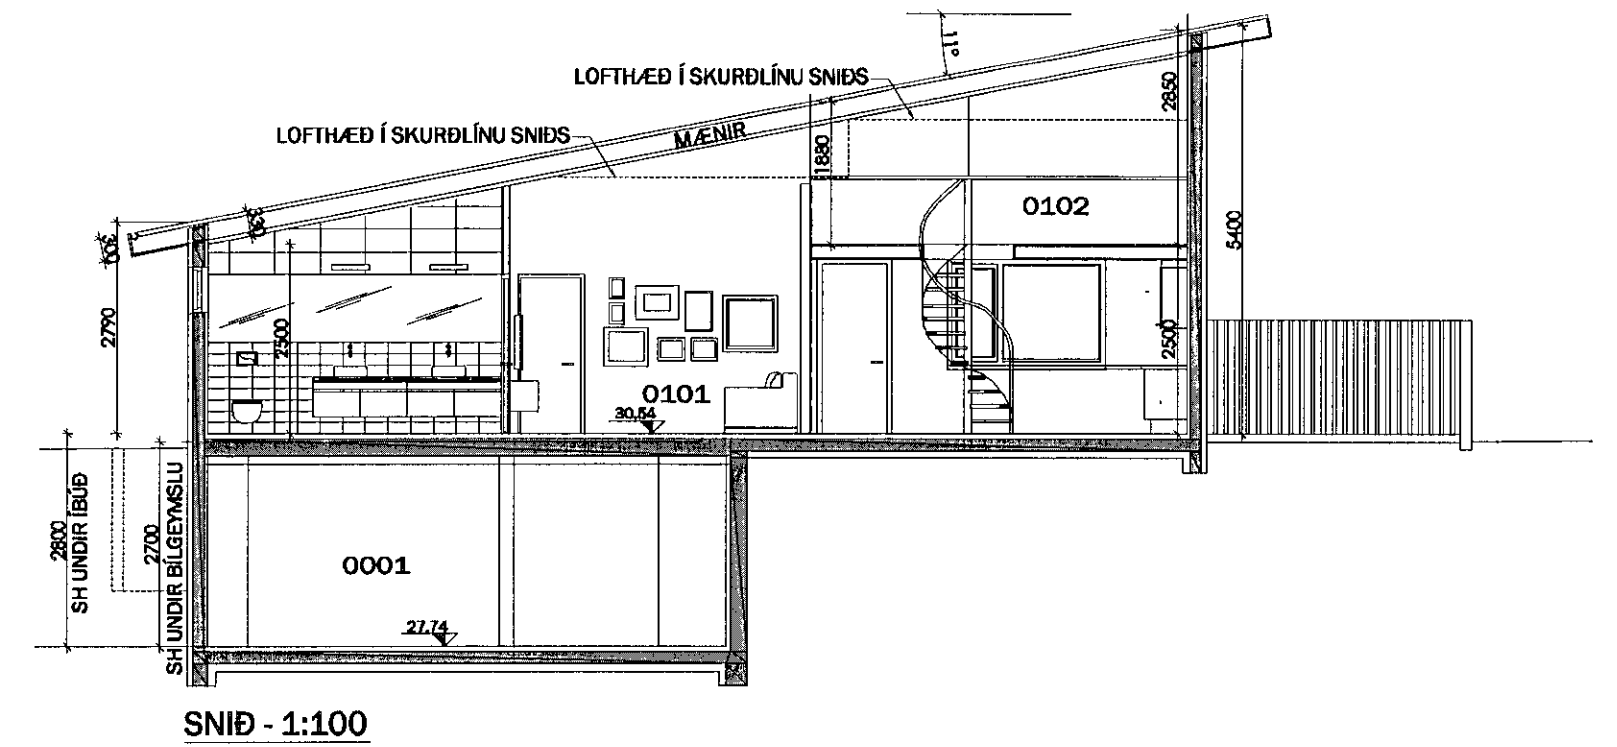 11°
LOFTHÆÐ Í SKURÐLÍNU SNIÐS
2850
LOFTHÆÐ Í SKURÐLÍNU SNIÐS
MÆNIR
1880
0102
330
300
5400
2790
2500
2500
0101
30.54
SH UNDIR ÍBÚÐ
2800
2700
SH UNDIR BÍLGEYMSLU
0001
27.74
SNIÐ - 1:100